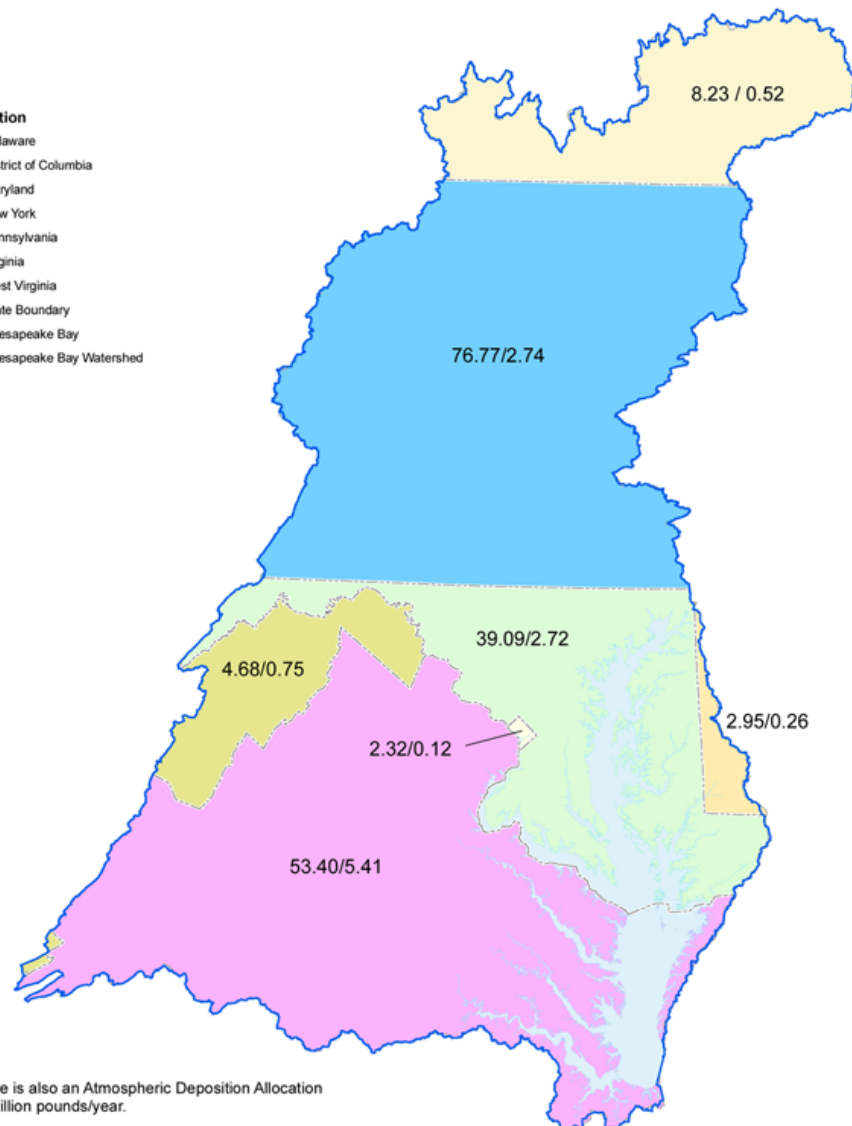 tion
laware
trict of Columbia
ryland
w York
nnsylvania
ginia
st Virginia
te Boundary
esapeake Bay
esapeake Bay Watershed
8.23 / 0.52
76.77/2.74
39.09/2.72
4.68/0.75
2.95/0.26
2.32/0.12
53.40/5.41
e is also an Atmospheric Deposition Allocation
illion pounds/year.